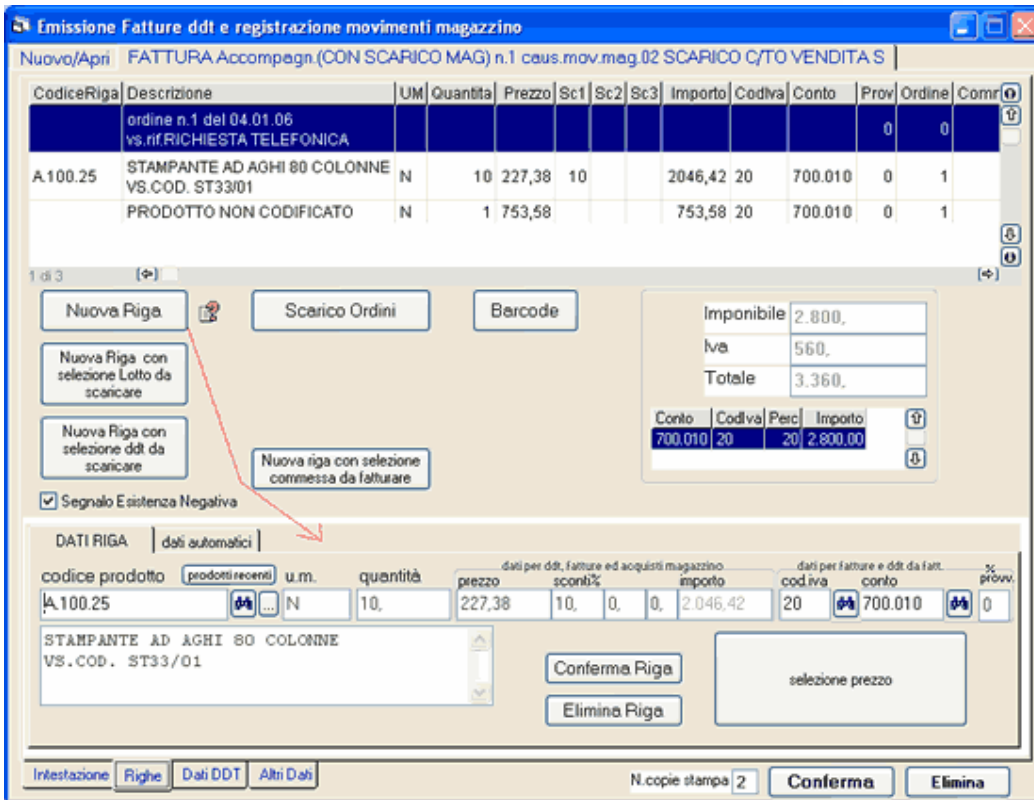 Emissione Fatture ddt e registrazione movimenti magazzino
Nuovo/Apri FATTURA Accompagn.(CON SCARICO MAG) n.1 caus.mov.mag.02 SCARICO C/TO VENDITA S
CodiceRiga Descrizione UM Quantita Prezzo Sc1 Sc2 Sc3 Importo CodIva Conto Prov Ordine Comr
ordine n.1 del 04.01.06
vs.rif.RICHIESTA TELEFONICA 0 0
A.100.25 STAMPANTE AD AGHI 80 COLONNE N 10 227,38 10 2046,42 20 700.010 0 1
VS.COD. ST33/01
PRODOTTO NON CODIFICATO N 1 753,58 753,58 20 700.010 0 1
1 di 3
Nuova Riga Scarico Ordini Barcode
Imponibile 2.800,
Iva 560,
Totale 3.360,
Nuova Riga con
selezione Lotto da
scaricare
Conto CodIva Perc Importo
700.010 20 20 2.800,00
Nuova Riga con
selezione ddt da
scaricare
Nuova riga con selezione
commessa da fatturare
Segnalo Esistenza Negativa
DATI RIGA dati automatici
dati per ddt, fatture ed acquisti magazzino dati per fatture e ddt da fatt.
codice prodotto prodotti recenti u.m. quantità prezzo sconti% importo cod.iva conto % provv.
A.100.25 ... N 10, 227,38 10, 0, 0, 2.046,42 20 700.010 0
STAMPANTE AD AGHI 80 COLONNE
VS.COD. ST33/01
Conferma Riga
selezione prezzo
Elimina Riga
Intestazione Righe Dati DDT Altri Dati
N.copie stampa 2 Conferma Elimina